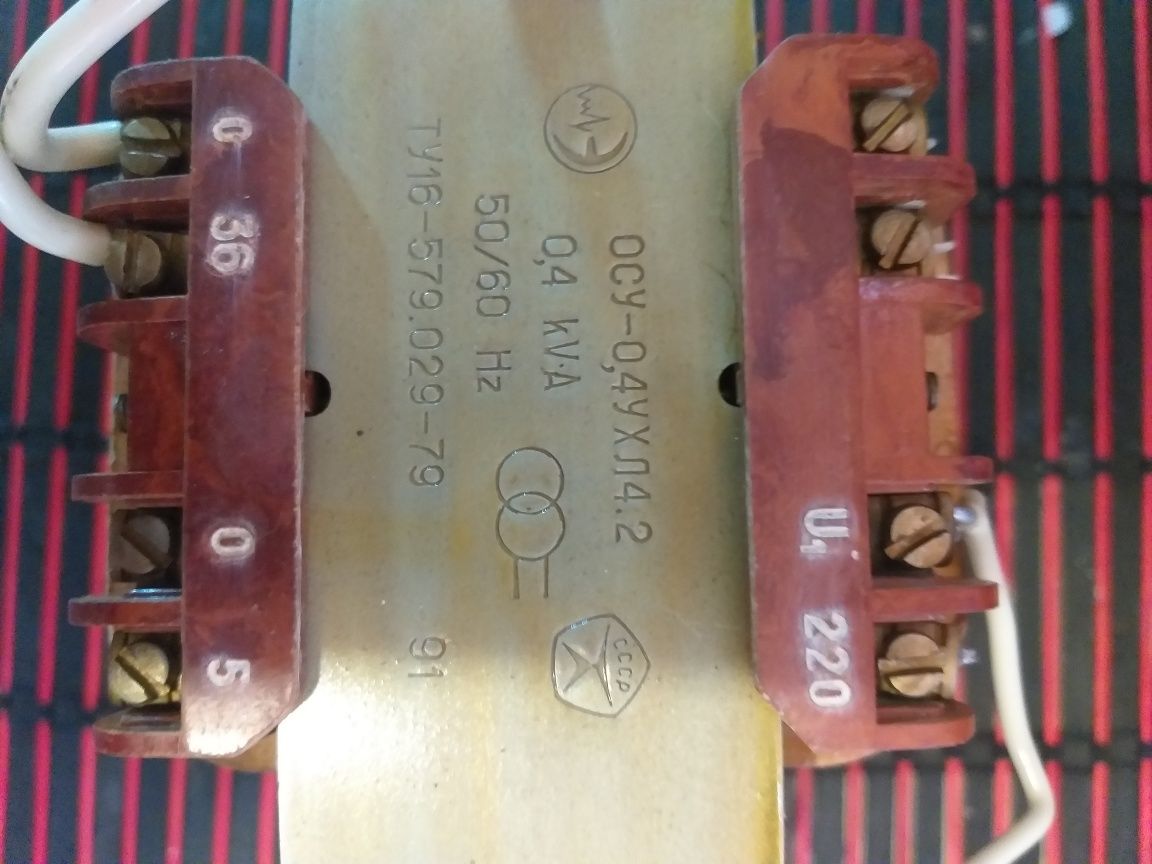 ОСУ-0,4УХЛ4.2
0,4 kV·A
50/60 Hz
ТУ16-579.029-79 91
СССР
0 36 0 5
U₁ 220